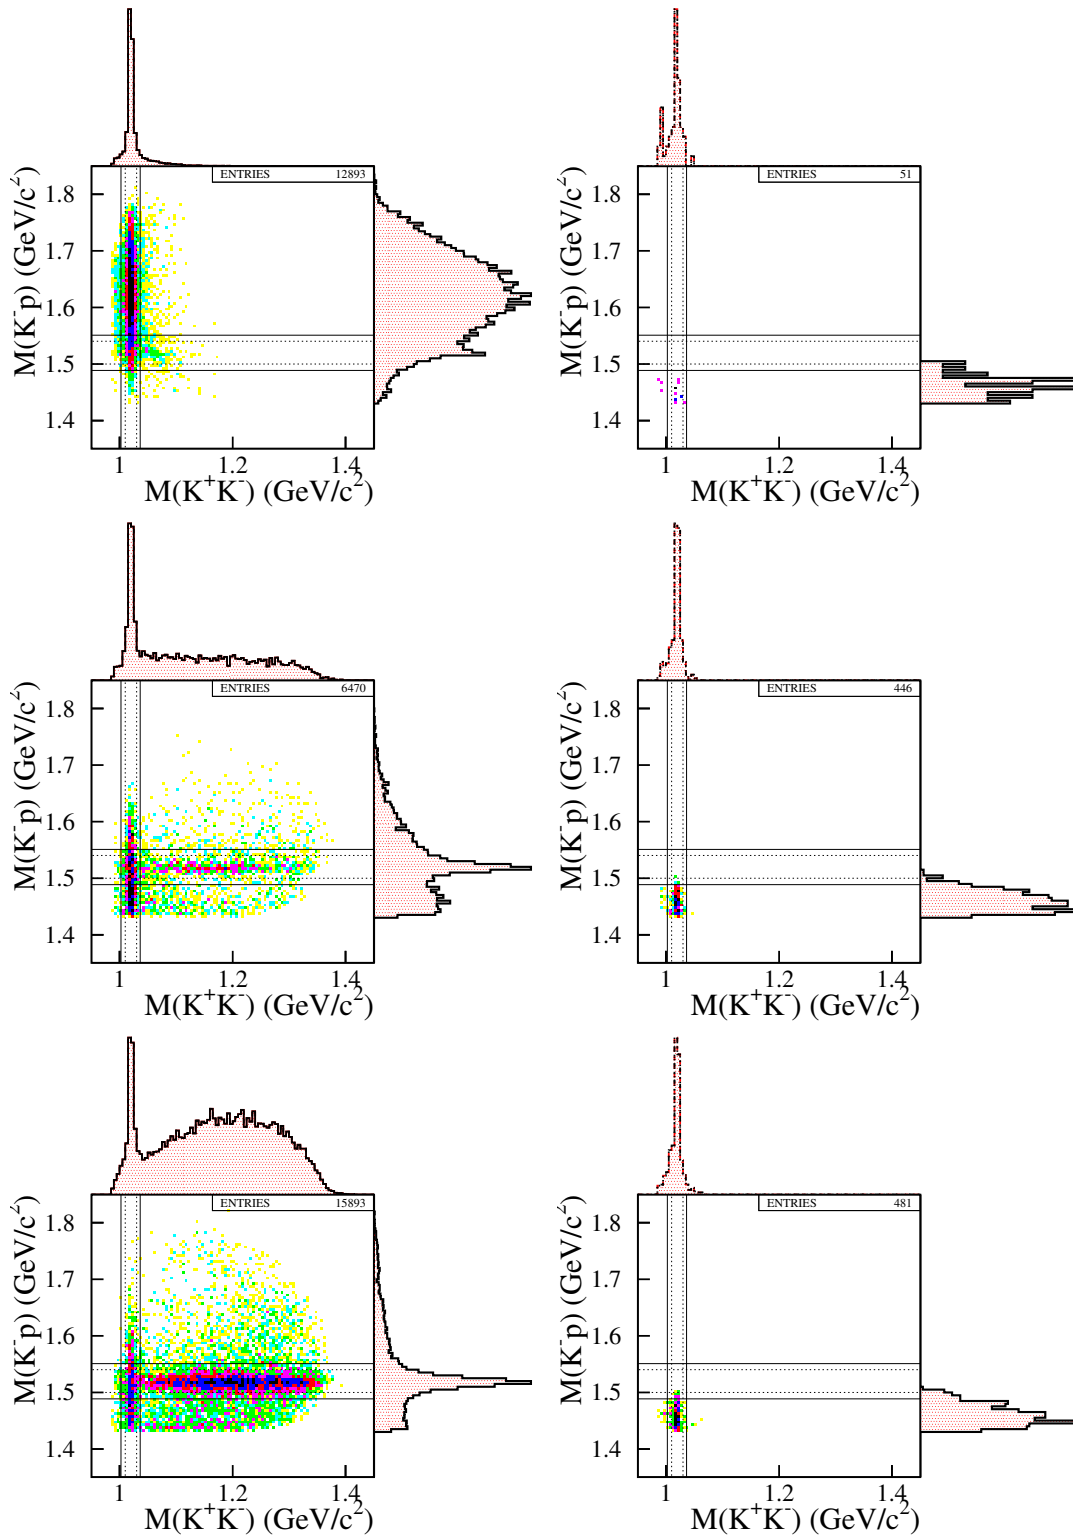 ENTRIES 12893
1.8
1.7
1.6
1.5
1.4
M(K⁻p) (GeV/c²)
1 1.2 1.4
M(K⁺K⁻) (GeV/c²)
ENTRIES 51
1.8
1.7
1.6
1.5
1.4
M(K⁻p) (GeV/c²)
1 1.2 1.4
M(K⁺K⁻) (GeV/c²)
ENTRIES 6470
1.8
1.7
1.6
1.5
1.4
M(K⁻p) (GeV/c²)
1 1.2 1.4
M(K⁺K⁻) (GeV/c²)
ENTRIES 446
1.8
1.7
1.6
1.5
1.4
M(K⁻p) (GeV/c²)
1 1.2 1.4
M(K⁺K⁻) (GeV/c²)
ENTRIES 15893
1.8
1.7
1.6
1.5
1.4
M(K⁻p) (GeV/c²)
1 1.2 1.4
M(K⁺K⁻) (GeV/c²)
ENTRIES 481
1.8
1.7
1.6
1.5
1.4
M(K⁻p) (GeV/c²)
1 1.2 1.4
M(K⁺K⁻) (GeV/c²)